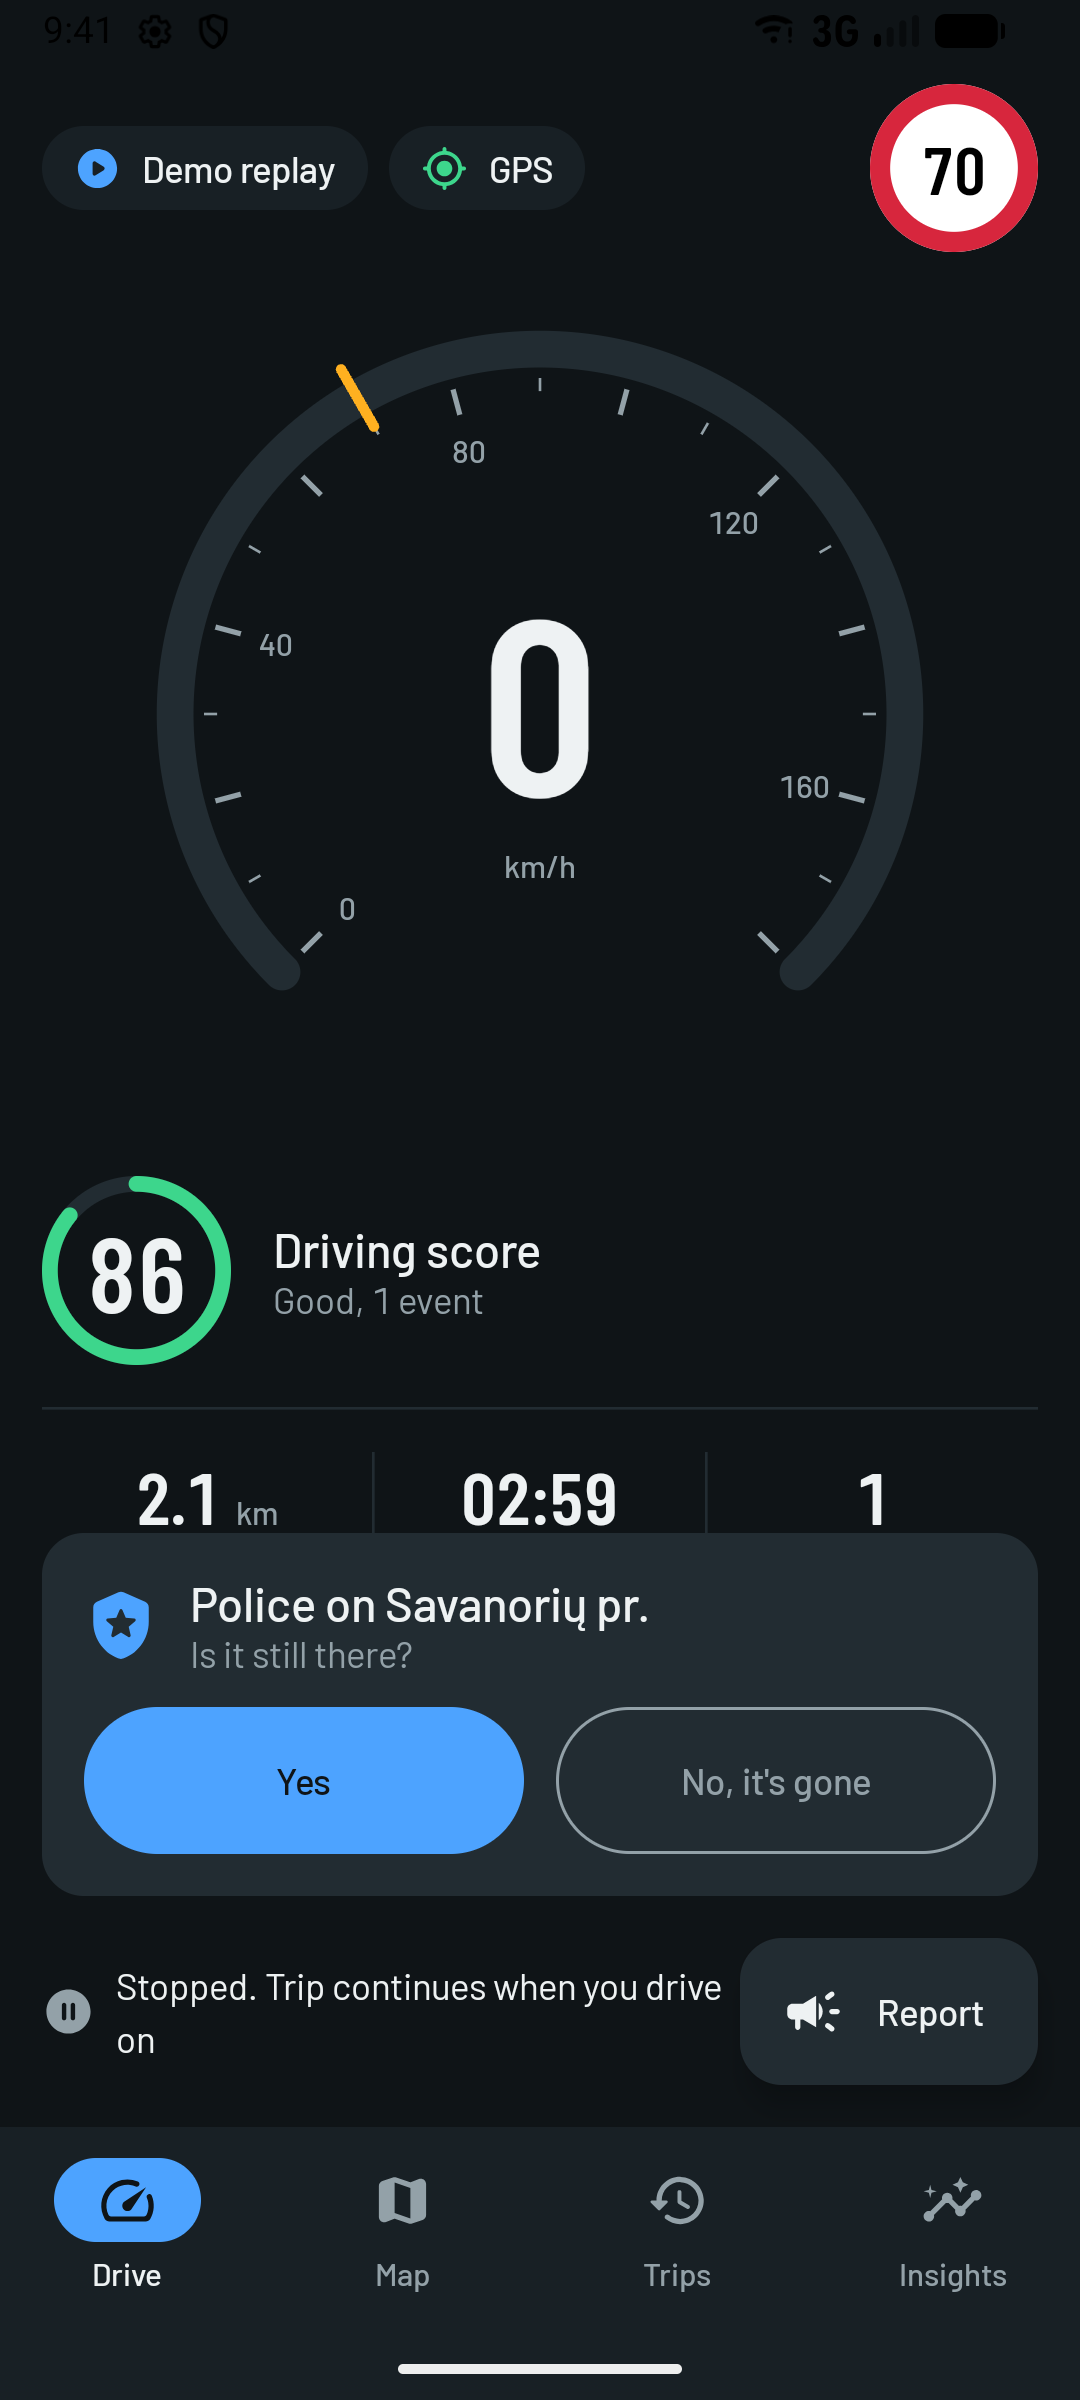 9:41
3G
Demo replay
GPS
70
80
120
40
0
160
km/h
0
86
Driving score
Good, 1 event
2.1 km
02:59
1
Police on Savanorių pr.
Is it still there?
Yes
No, it's gone
Stopped. Trip continues when you drive
on
Report
Drive
Map
Trips
Insights